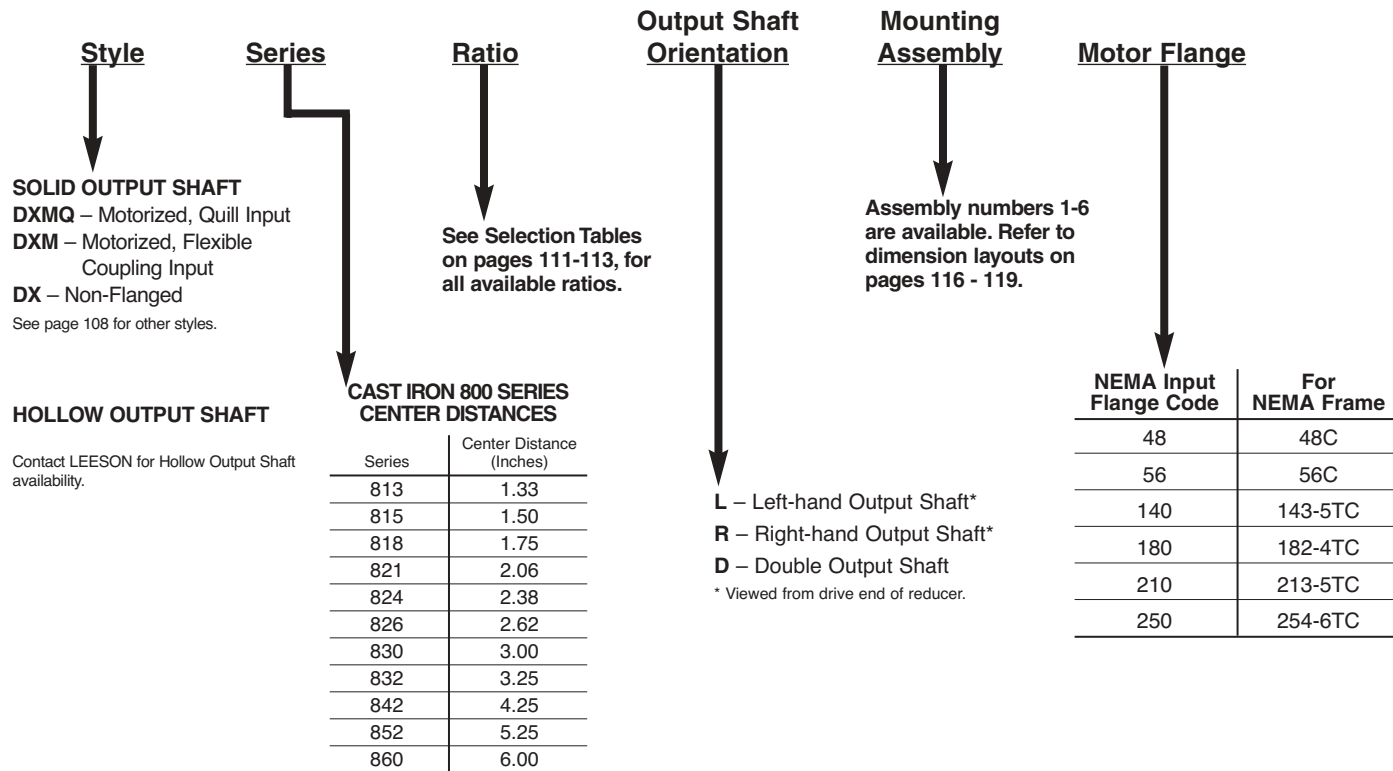 Style
Series
Ratio
Output Shaft
Orientation
Mounting
Assembly
Motor Flange
SOLID OUTPUT SHAFT
DXMQ – Motorized, Quill Input
DXM – Motorized, Flexible
Coupling Input
DX – Non-Flanged
See page 108 for other styles.
HOLLOW OUTPUT SHAFT
Contact LEESON for Hollow Output Shaft
availability.
CAST IRON 800 SERIES
CENTER DISTANCES
Series Center Distance
(Inches)
813 1.33
815 1.50
818 1.75
821 2.06
824 2.38
826 2.62
830 3.00
832 3.25
842 4.25
852 5.25
860 6.00
See Selection Tables
on pages 111-113, for
all available ratios.
L – Left-hand Output Shaft*
R – Right-hand Output Shaft*
D – Double Output Shaft
* Viewed from drive end of reducer.
Assembly numbers 1-6
are available. Refer to
dimension layouts on
pages 116 - 119.
NEMA Input For
Flange Code NEMA Frame
48 48C
56 56C
140 143-5TC
180 182-4TC
210 213-5TC
250 254-6TC